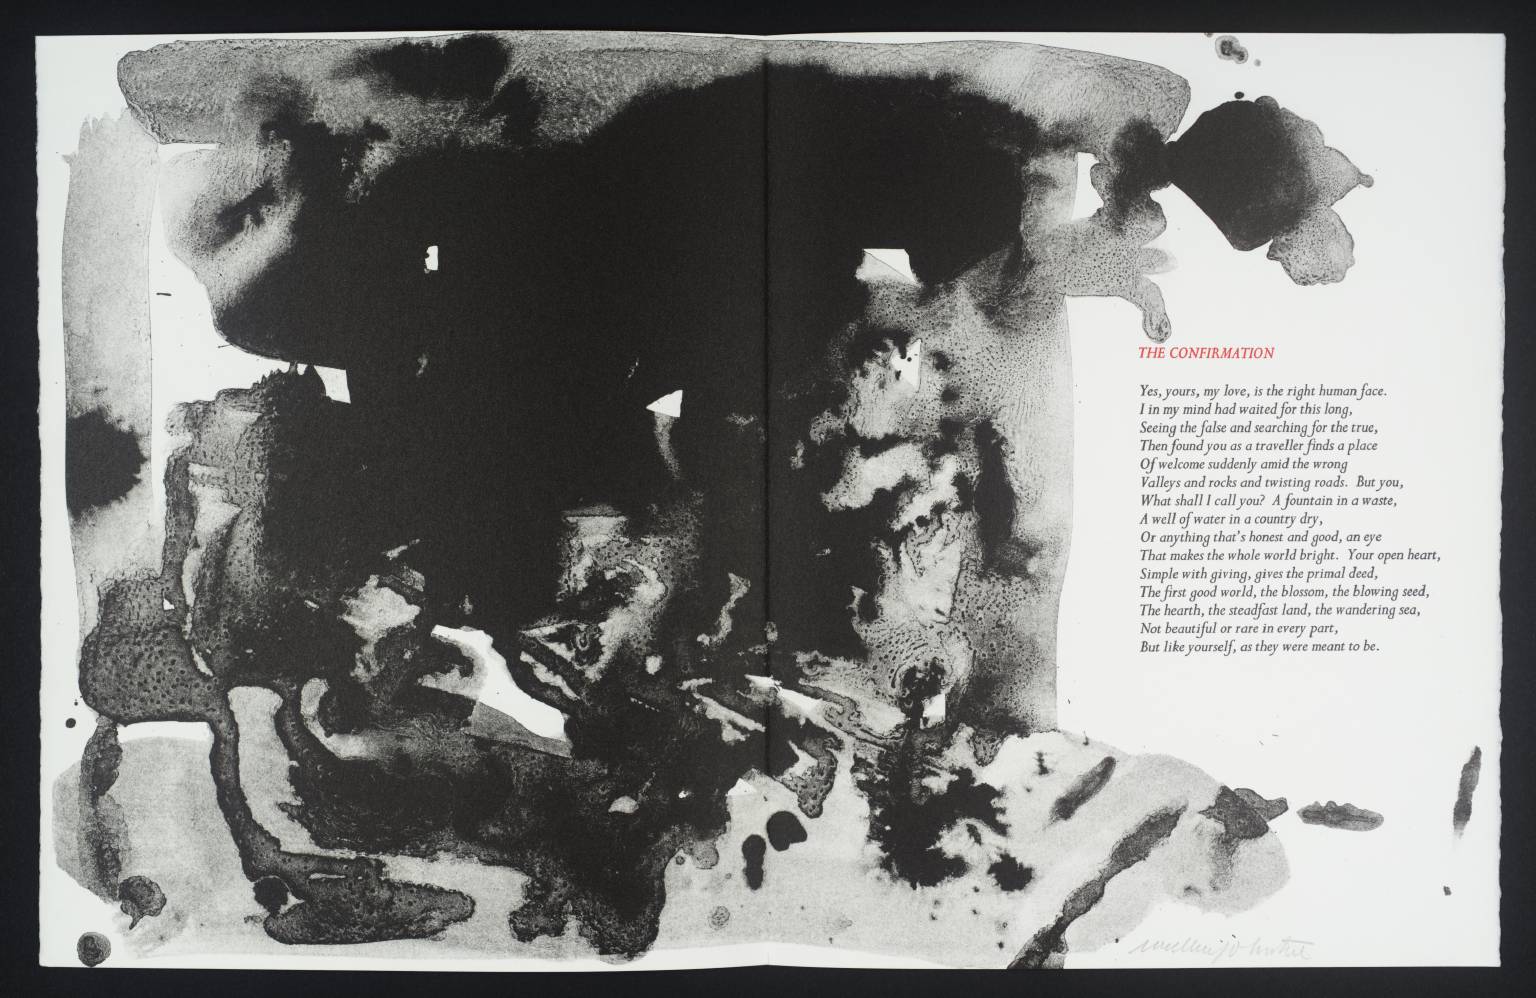 THE CONFIRMATION
Yes, yours, my love, is the right human face.
I in my mind had waited for this long,
Seeing the false and searching for the true,
Then found you as a traveller finds a place
Of welcome suddenly amid the wrong
Valleys and rocks and twisting roads.  But you,
What shall I call you?  A fountain in a waste,
A well of water in a country dry,
Or anything that's honest and good, an eye
That makes the whole world bright.  Your open heart,
Simple with giving, gives the primal deed,
The first good world, the blossom, the blowing seed,
The hearth, the steadfast land, the wandering sea,
Not beautiful or rare in every part,
But like yourself, as they were meant to be.